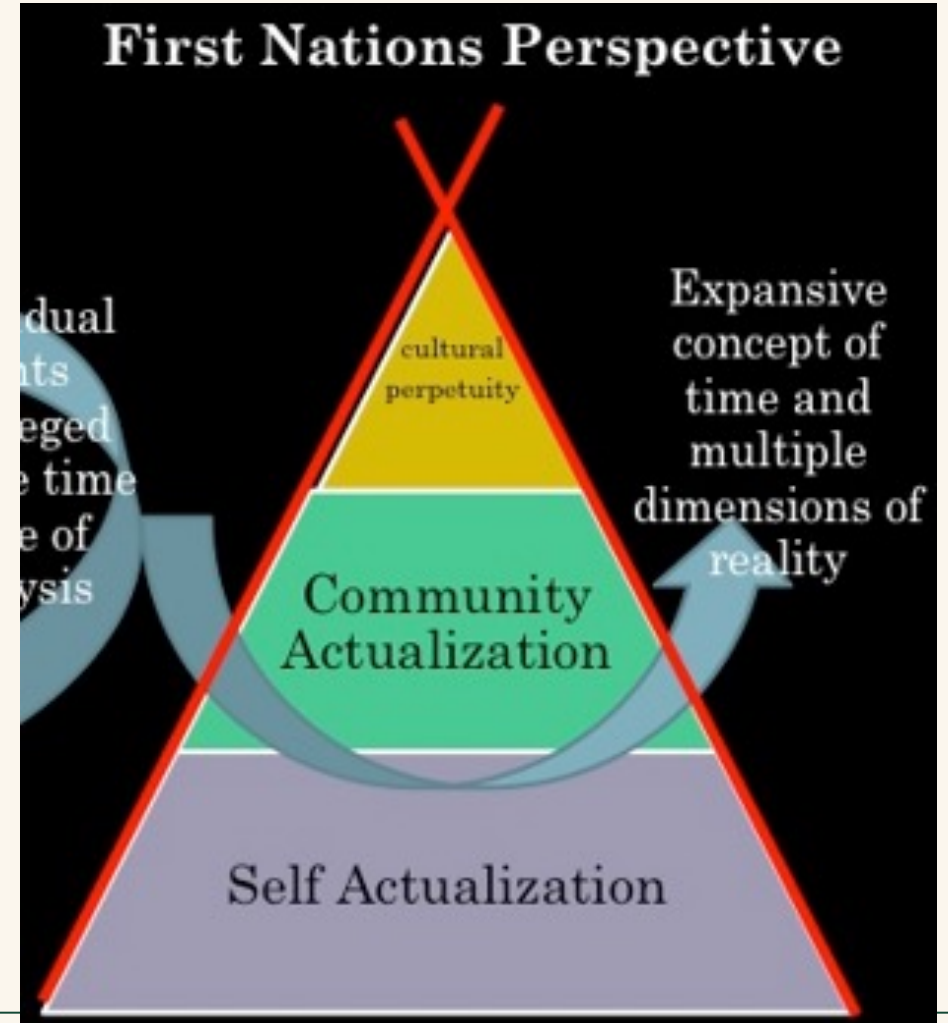 First Nations Perspective
dual
nts
eged
e time
e of
ysis
cultural
perpetuity
Community
Actualization
Self Actualization
Expansive
concept of
time and
multiple
dimensions of
reality